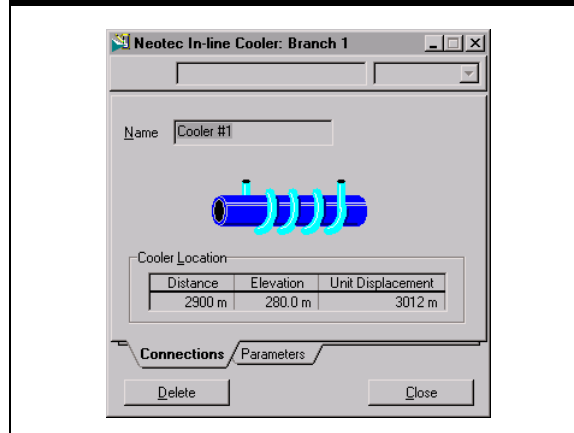 Neotec In-line Cooler: Branch 1
Name Cooler #1
Cooler Location
Distance Elevation Unit Displacement
2900 m 280.0 m 3012 m
Connections Parameters
Delete Close